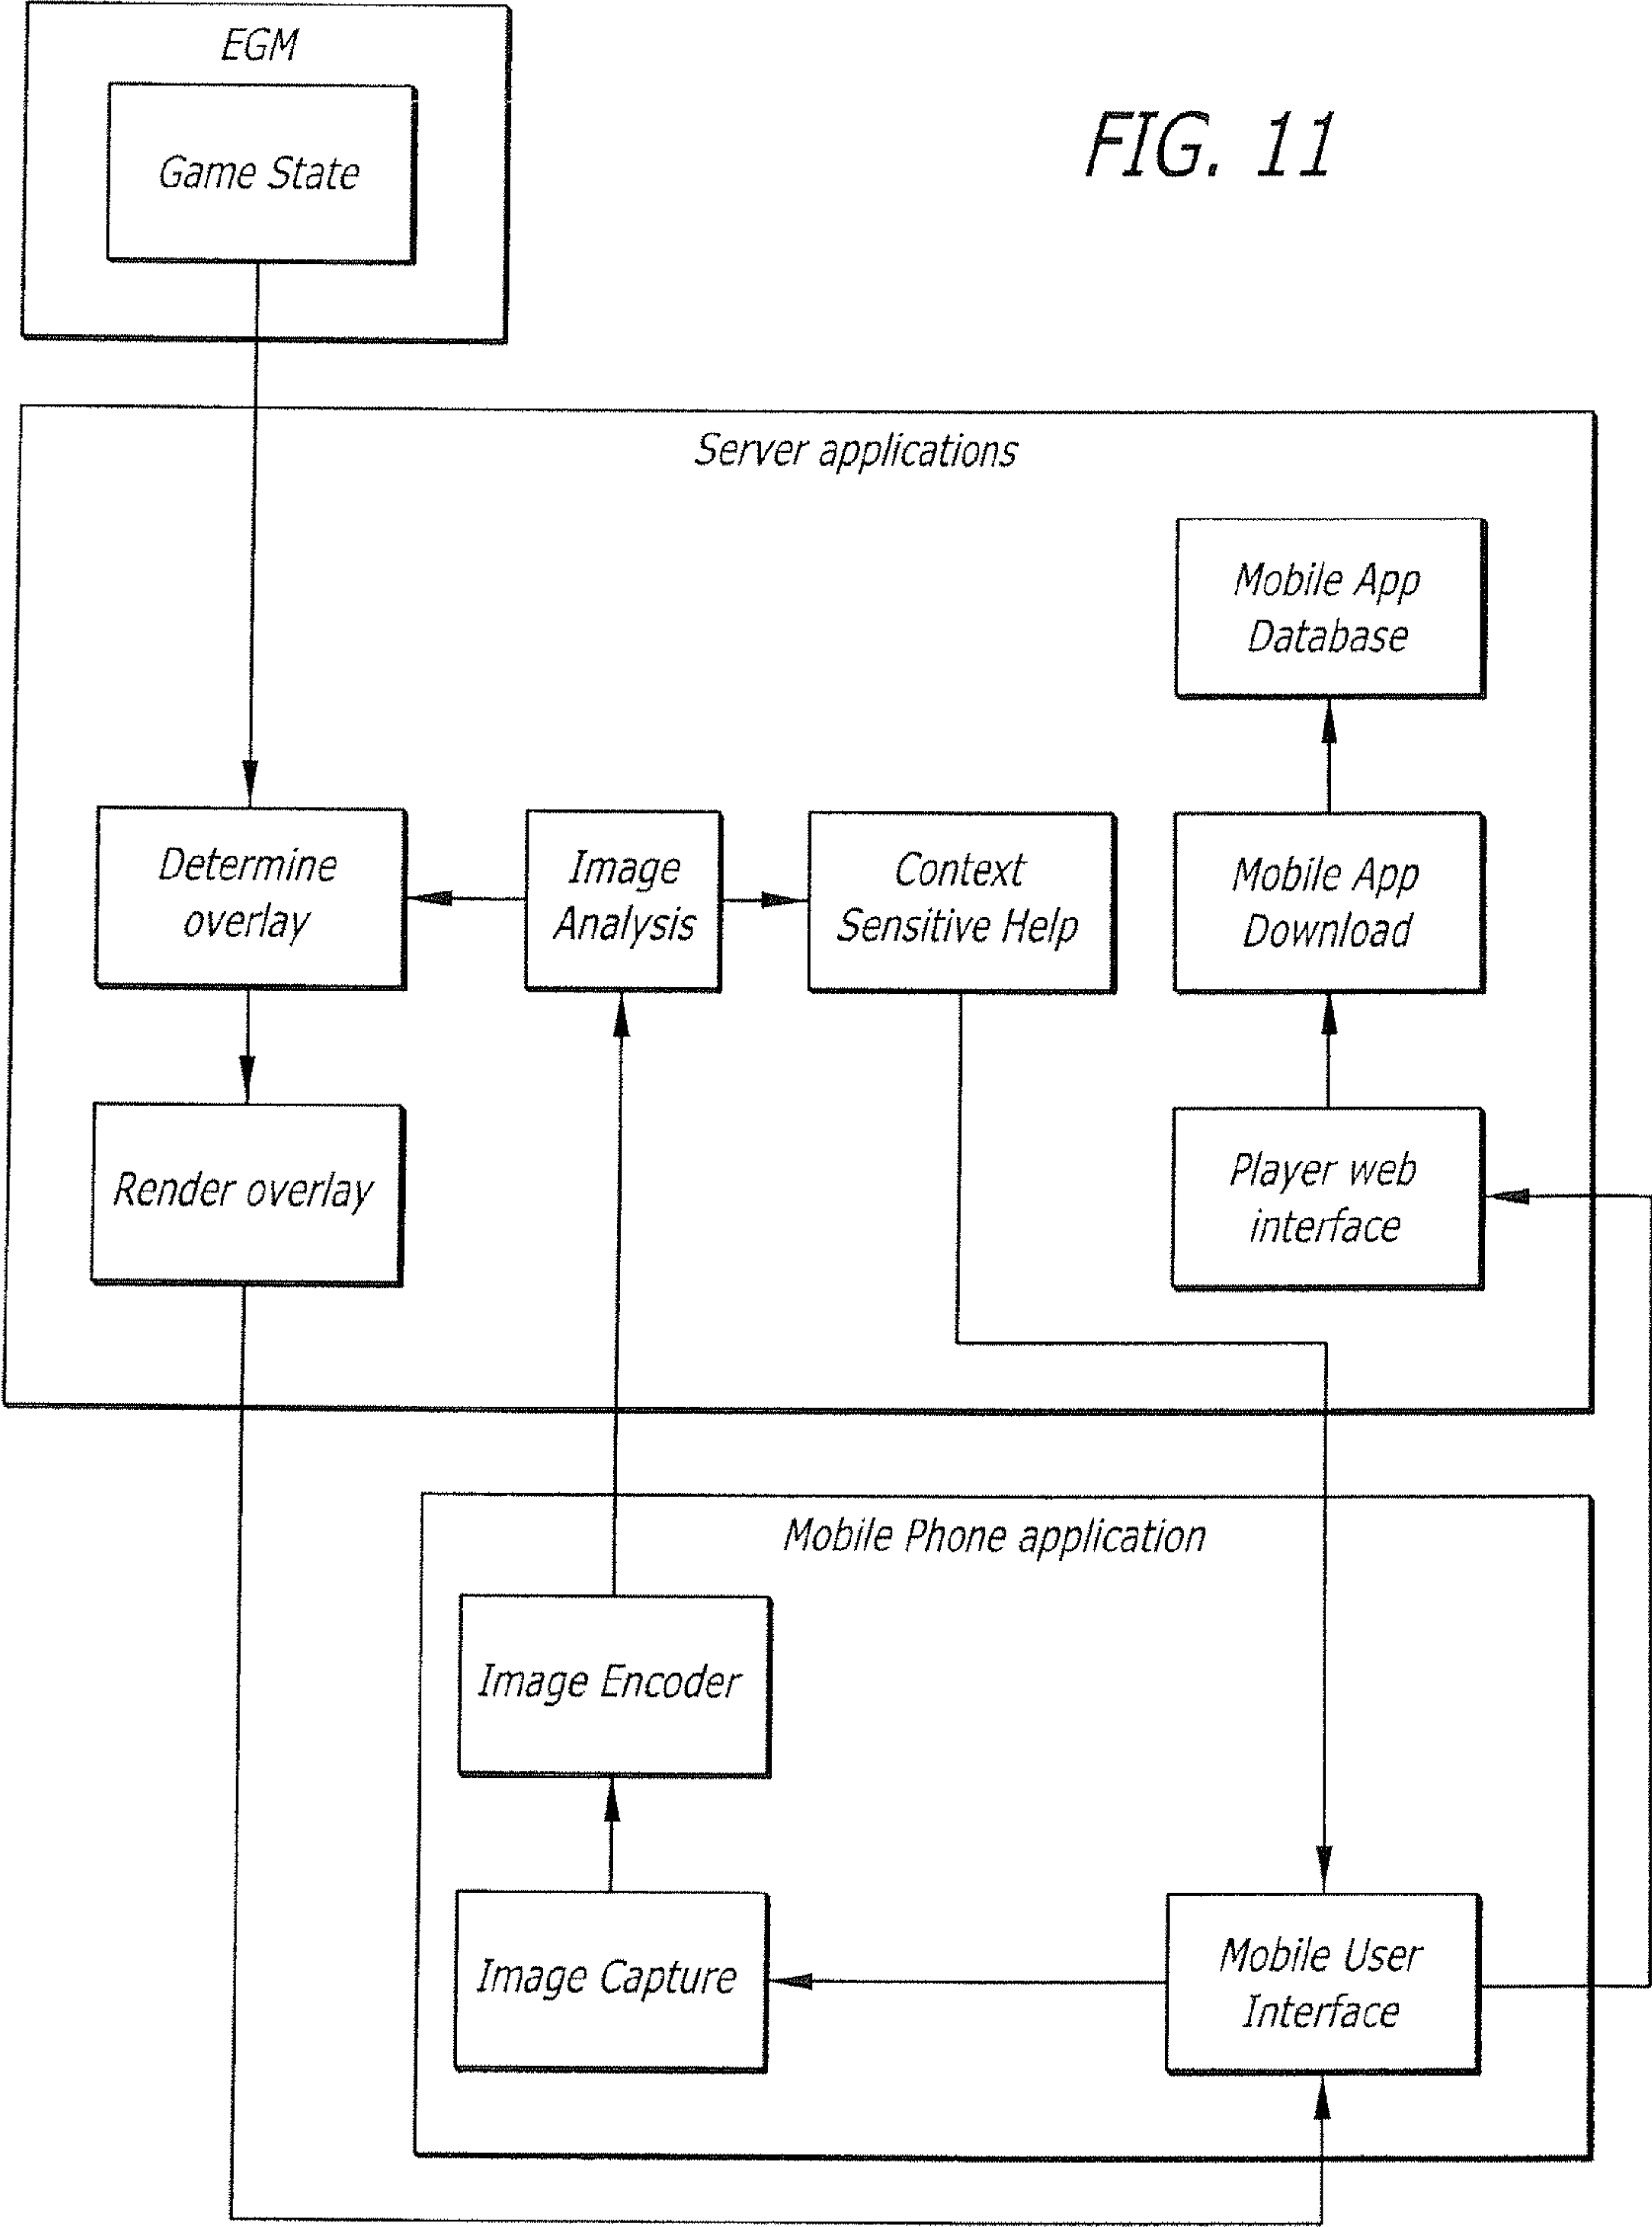 EGM
Game State
FIG. 11
Server applications
Mobile App
Database
Determine
overlay
Image
Analysis
Context
Sensitive Help
Mobile App
Download
Render overlay
Player web
interface
Mobile Phone application
Image Encoder
Image Capture
Mobile User
Interface